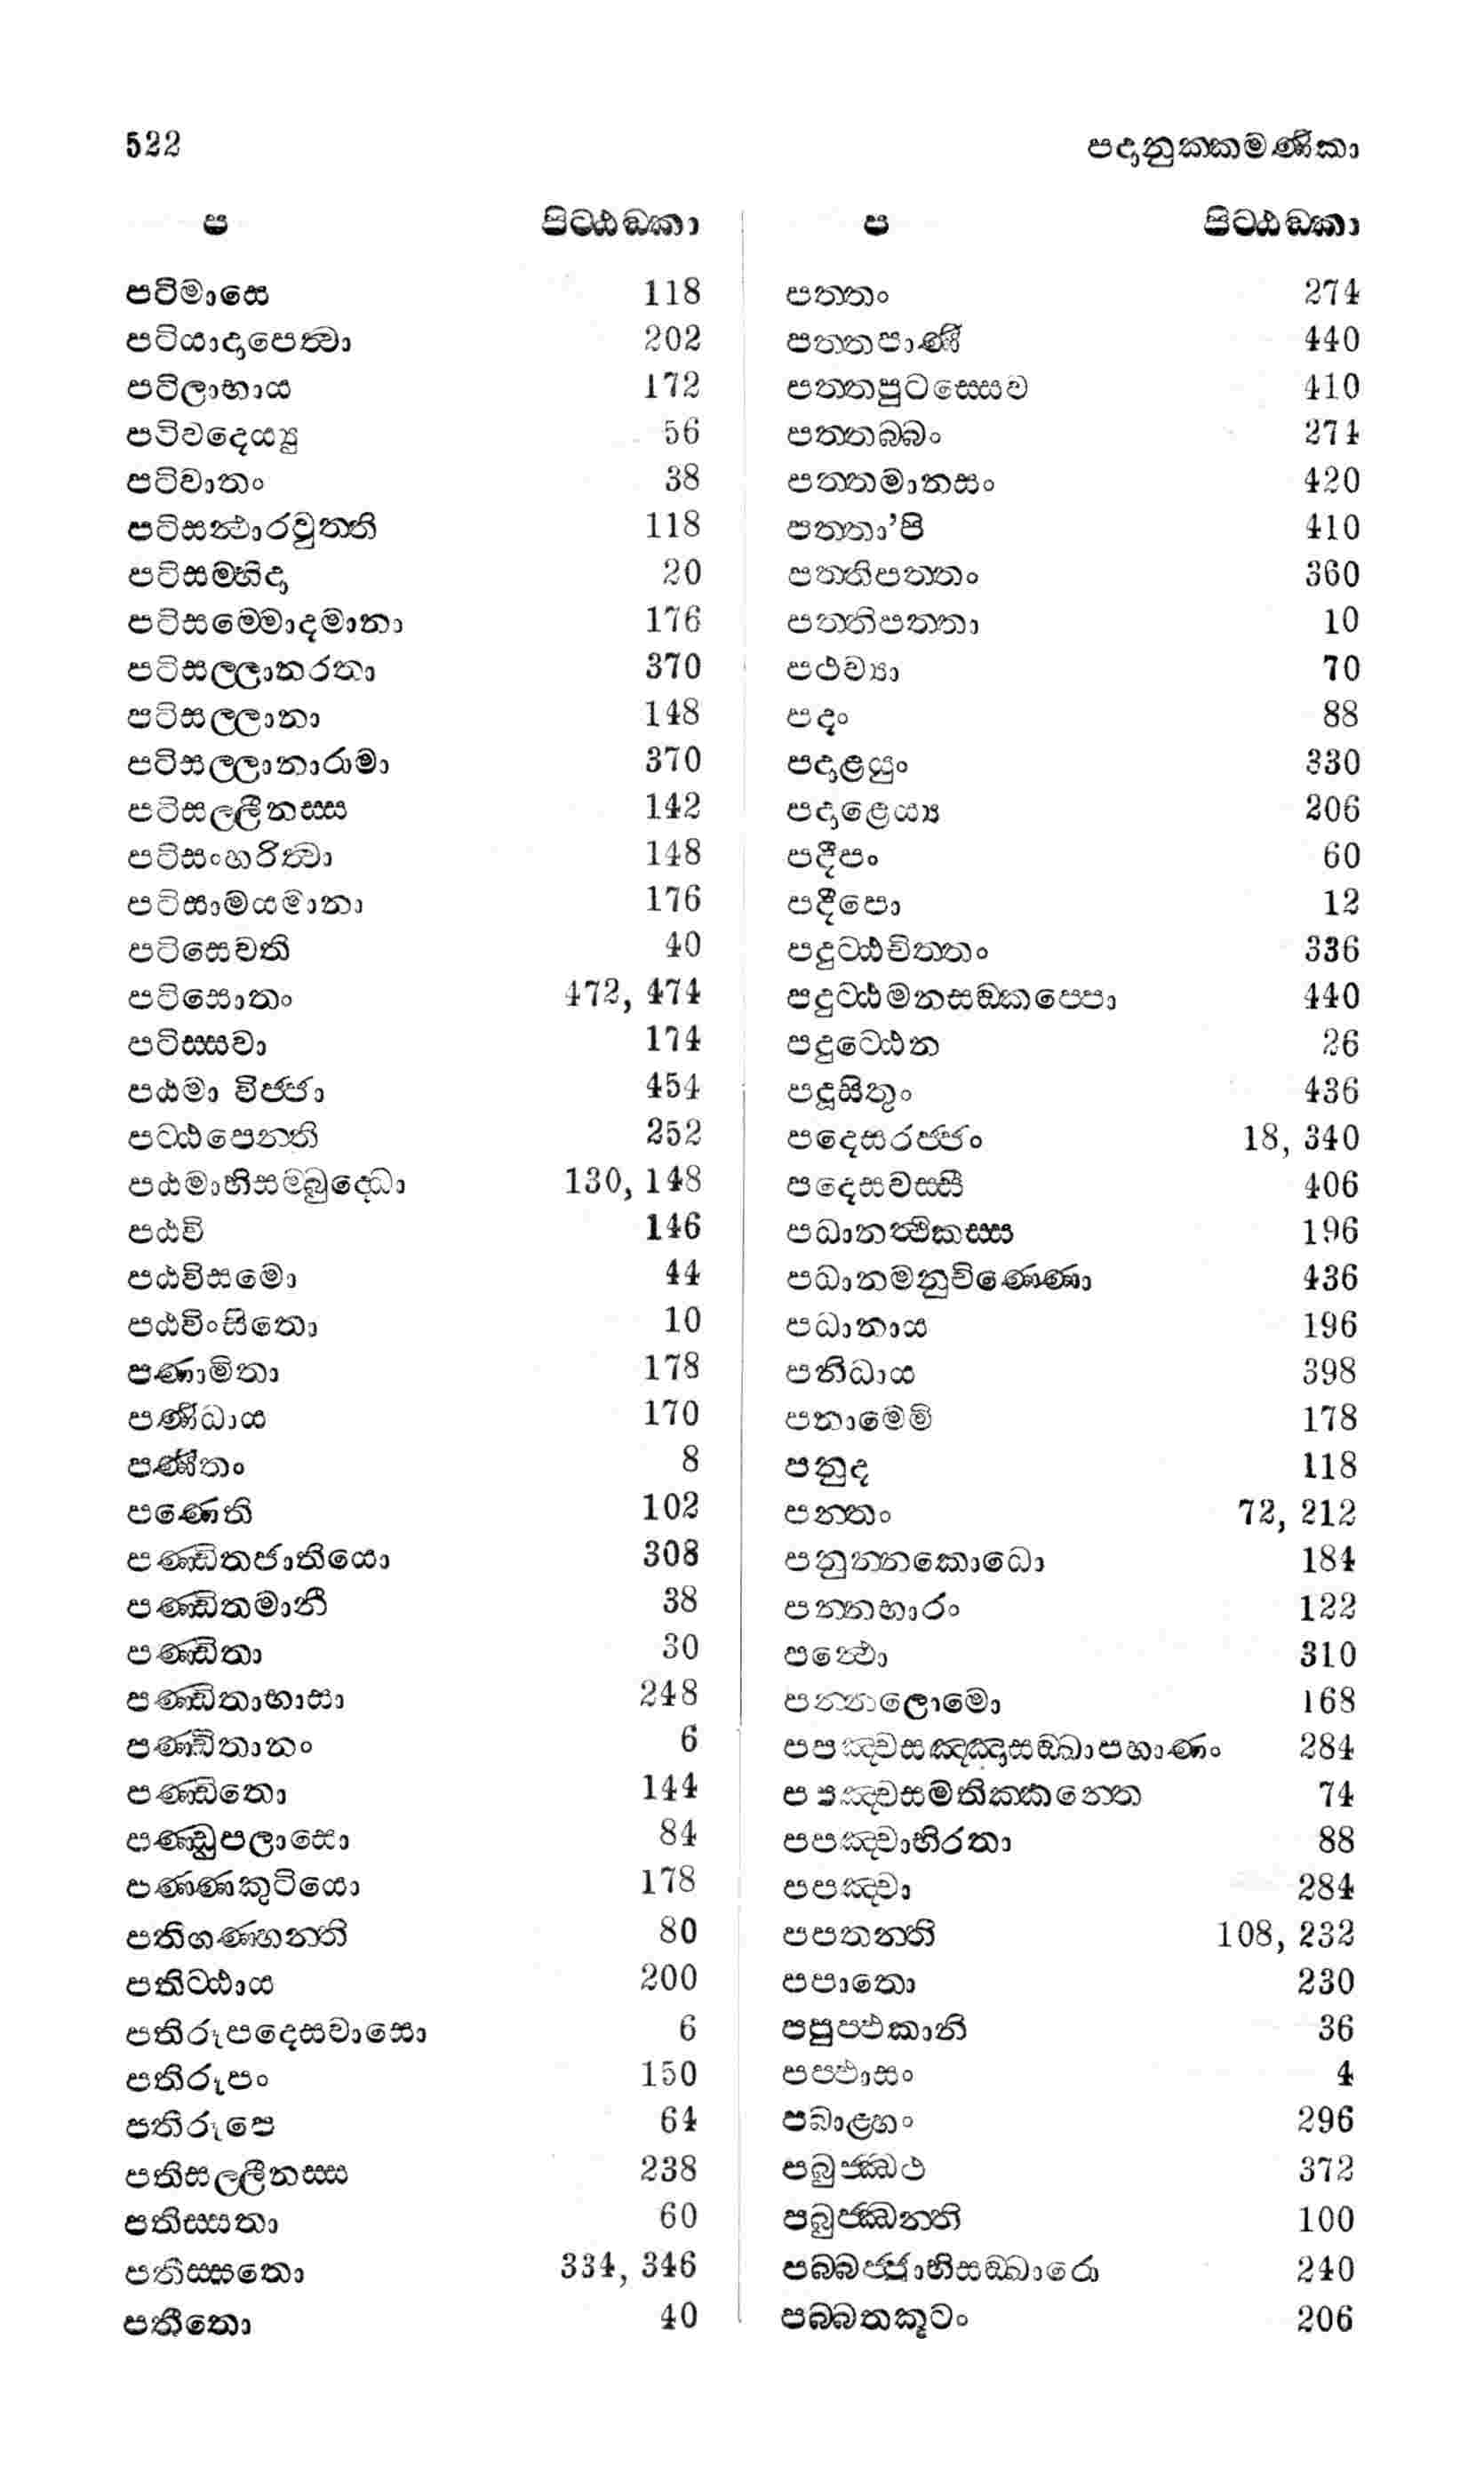 522 පදානුක්කමණිකා
ප පිට්ඨඞ්කා
පටිමාසෙ 118
පටියාදාපෙත්‍වා 202
පටිලාභාය 172
පටිවදෙය්‍යු 56
පටිවානං 38
පටිසත්‍ථාරවුත්ති 118
පටිසම්භිදා 20
පටිසම්මොදමානා 176
පටිසල්ලානරතා 370
පටිසල්ලානා 148
පටිසල්ලානාරාමා 370
පටිසල්ලීනස්ස 142
පටිසංහරිත්‍වා 148
පටිසාමයමානා 176
පටිසෙවති 40
පටිසොතං 472, 474
පටිස්සවා 174
පඨමා විජ්ජා 454
පට්ඨපෙන්ති 252
පඨමාභිසම්බුද්ධො 130, 148
පඨවි 146
පඨවිසමො 44
පඨවිංසිතො 10
පණාමිතා 178
පණිධාය 170
පණීතං 8
පණෙති 102
පණ්ඩිතජාතියො 308
පණ්ඩිතමානී 38
පණ්ඩිතා 30
පණ්ඩිතාභාසා 248
පණ්ඩිතානං 6
පණ්ඩිතො 144
පණ්ඩුපලාසො 84
පණ්ණකුටියො 178
පතිගණ්හන්ති 80
පතිට්ඨාය 200
පතිරූපදෙසවාසො 6
පතිරූපං 150
පතිරූපෙ 64
පතිසල්ලීනස්ස 238
පතිස්සතා 60
පතිස්සතො 334, 346
පතීතො 40
ප පිට්ඨඞ්කා
පත්තං 274
පත්තපාණි 440
පත්තපුටස්සෙව 410
පත්තබ්බං 274
පත්තමානසං 420
පත්තා’පි 410
පත්තිපත්තං 360
පත්තිපත්තා 10
පථව්‍යා 70
පදං 88
පදාළයුං 330
පදාළෙය්‍ය 206
පදීපං 60
පදීපො 12
පදුට්ඨචිත්තං 336
පදුට්ඨමනසඞ්කප්පො 440
පදුට්ඨෙන 26
පදූසිතුං 436
පදෙසරජ්ජං 18, 340
පදෙසවස්සී 406
පධානත්‍ථිකස්ස 196
පධානමනුචිණ්ණො 436
පධානාය 196
පනිධාය 398
පනාමෙමි 178
පනුද 118
පන්තං 72, 212
පනුන්නකොධො 184
පන්නභාරං 122
පන්‍ථො 310
පන්නලොමො 168
පපඤ්චසඤ්ඤාසඞ්ඛාපහාණං 284
පපඤ්චසමතික්කන්තෙ 74
පපඤ්චාභිරතා 88
පපඤ්චා 284
පපතන්ති 108, 232
පපාතො 230
පපුප්ඵකානි 36
පප්ඵාසං 4
පබාළ්හං 296
පබුජ්ඣථ 372
පබුජ්ඣන්ති 100
පබ්බජ්ජාභිසඞ්ඛාරො 240
පබ්බතකූටං 206